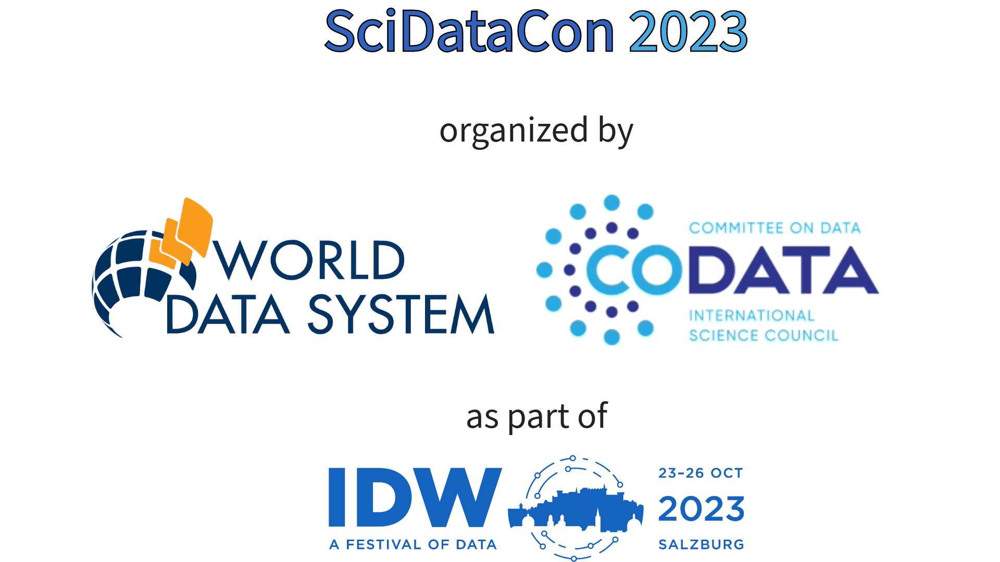 SciDataCon 2023
organized by
WORLD
DATA SYSTEM
COMMITTEE ON DATA
CODATA
INTERNATIONAL
SCIENCE COUNCIL
as part of
IDW
A FESTIVAL OF DATA
23-26 OCT
2023
SALZBURG